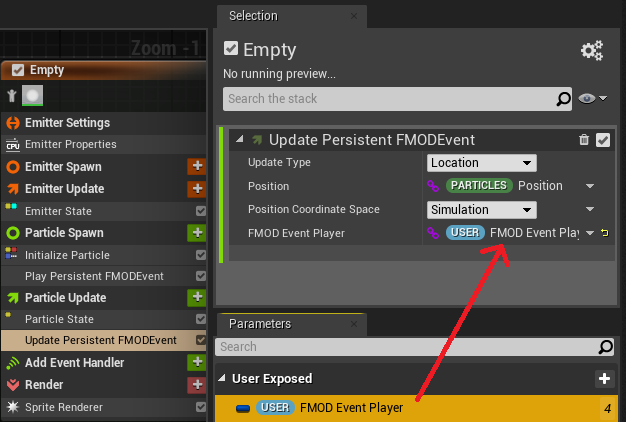 Zoom -1
Empty
Emitter Settings
CPU Emitter Properties
Emitter Spawn
Emitter Update
Emitter State
Particle Spawn
Initialize Particle
Play Persistent FMODEvent
Particle Update
Particle State
Update Persistent FMODEvent
Add Event Handler
Render
Sprite Renderer
Selection
Empty
No running preview...
Search the stack
Update Persistent FMODEvent
Update Type Location
Position PARTICLES Position
Position Coordinate Space Simulation
FMOD Event Player USER FMOD Event Play
Parameters
Search
User Exposed
USER FMOD Event Player 4